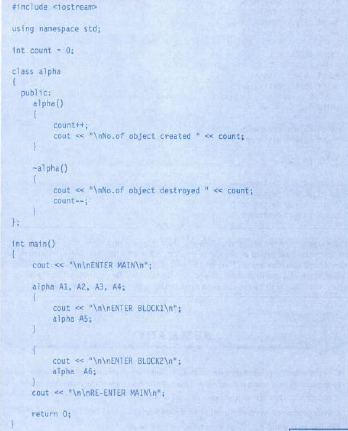 #include <iostream>
using namespace std;
int count = 0;
class alpha
{
public:
alpha()
{
count++;
cout << "\nNo.of object created " << count;
}
~alpha()
{
cout << "\nNo.of object destroyed " << count;
count--;
}
};
int main()
{
cout << "\n\nENTER MAIN\n";
alpha A1, A2, A3, A4;
{
cout << "\n\nENTER BLOCK1\n";
alpha A5;
}
{
cout << "\n\nENTER BLOCK2\n";
alpha A6;
}
cout << "\n\nRE-ENTER MAIN\n";
return 0;
}